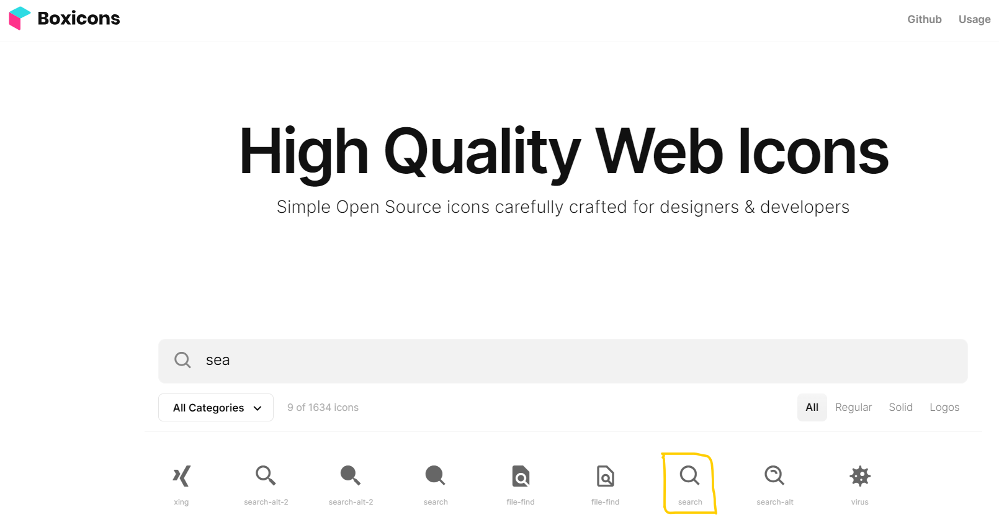 Boxicons Github Usage
High Quality Web Icons
Simple Open Source icons carefully crafted for designers & developers
sea
All Categories 9 of 1634 icons All Regular Solid Logos
xing search-alt-2 search-alt-2 search file-find file-find search search-alt virus